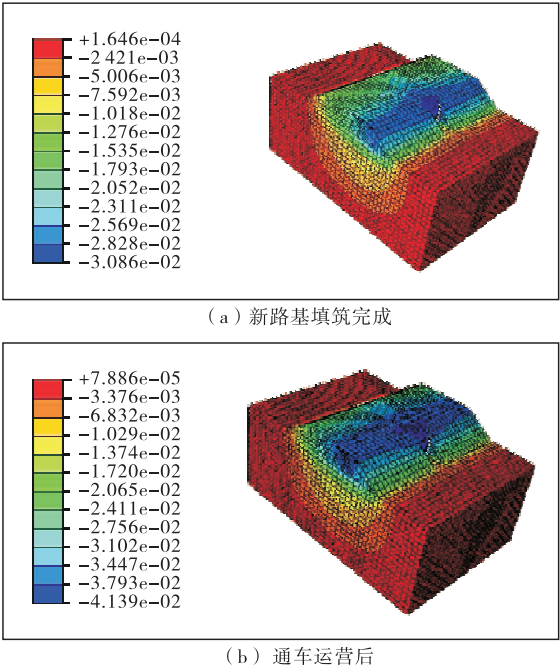 +1.646e−04
−2 421e−03
−5.006e−03
−7.592e−03
−1.018e−02
−1.276e−02
−1.535e−02
−1.793e−02
−2.052e−02
−2.311e−02
−2.569e−02
−2.828e−02
−3.086e−02
（a）新路基填筑完成
+7.886e−05
−3.376e−03
−6.832e−03
−1.029e−02
−1.374e−02
−1.720e−02
−2.065e−02
−2.411e−02
−2.756e−02
−3.102e−02
−3.447e−02
−3.793e−02
−4.139e−02
（b）通车运营后